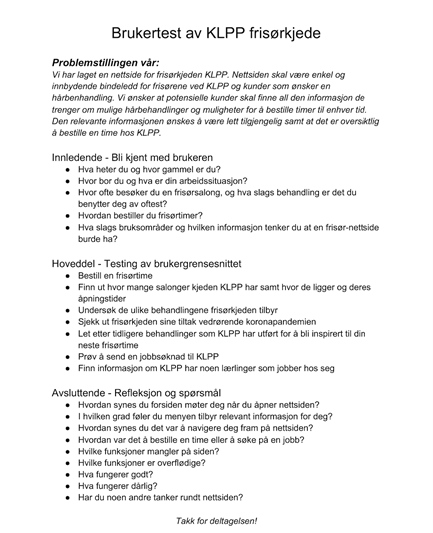 Brukertest av KLPP frisørkjede
Problemstillingen vår:
Vi har laget en nettside for frisørkjeden KLPP. Nettsiden skal være enkel og
innbydende bindeledd for frisørene ved KLPP og kunder som ønsker en
hårbenhandling. Vi ønsker at potensielle kunder skal finne all den informasjon de
trenger om mulige hårbehandlinger og muligheter for å bestille timer til enhver tid.
Den relevante informasjonen ønskes å være lett tilgjengelig samt at det er oversiktlig
å bestille en time hos KLPP.
Innledende - Bli kjent med brukeren
● Hva heter du og hvor gammel er du?
● Hvor bor du og hva er din arbeidssituasjon?
● Hvor ofte besøker du en frisørsalong, og hva slags behandling er det du
benytter deg av oftest?
● Hvordan bestiller du frisørtimer?
● Hva slags bruksområder og hvilken informasjon tenker du at en frisør-nettside
burde ha?
Hoveddel - Testing av brukergrensesnittet
● Bestill en frisørtime
● Finn ut hvor mange salonger kjeden KLPP har samt hvor de ligger og deres
åpningstider
● Undersøk de ulike behandlingene frisørkjeden tilbyr
● Sjekk ut frisørkjeden sine tiltak vedrørende koronapandemien
● Let etter tidligere behandlinger som KLPP har utført for å bli inspirert til din
neste frisørtime
● Prøv å send en jobbsøknad til KLPP
● Finn informasjon om KLPP har noen lærlinger som jobber hos seg
Avsluttende - Refleksjon og spørsmål
● Hvordan synes du forsiden møter deg når du åpner nettsiden?
● I hvilken grad føler du menyen tilbyr relevant informasjon for deg?
● Hvordan synes du det var å navigere deg fram på nettsiden?
● Hvordan var det å bestille en time eller å søke på en jobb?
● Hvilke funksjoner mangler på siden?
● Hvilke funksjoner er overflødige?
● Hva fungerer godt?
● Hva fungerer dårlig?
● Har du noen andre tanker rundt nettsiden?
Takk for deltagelsen!